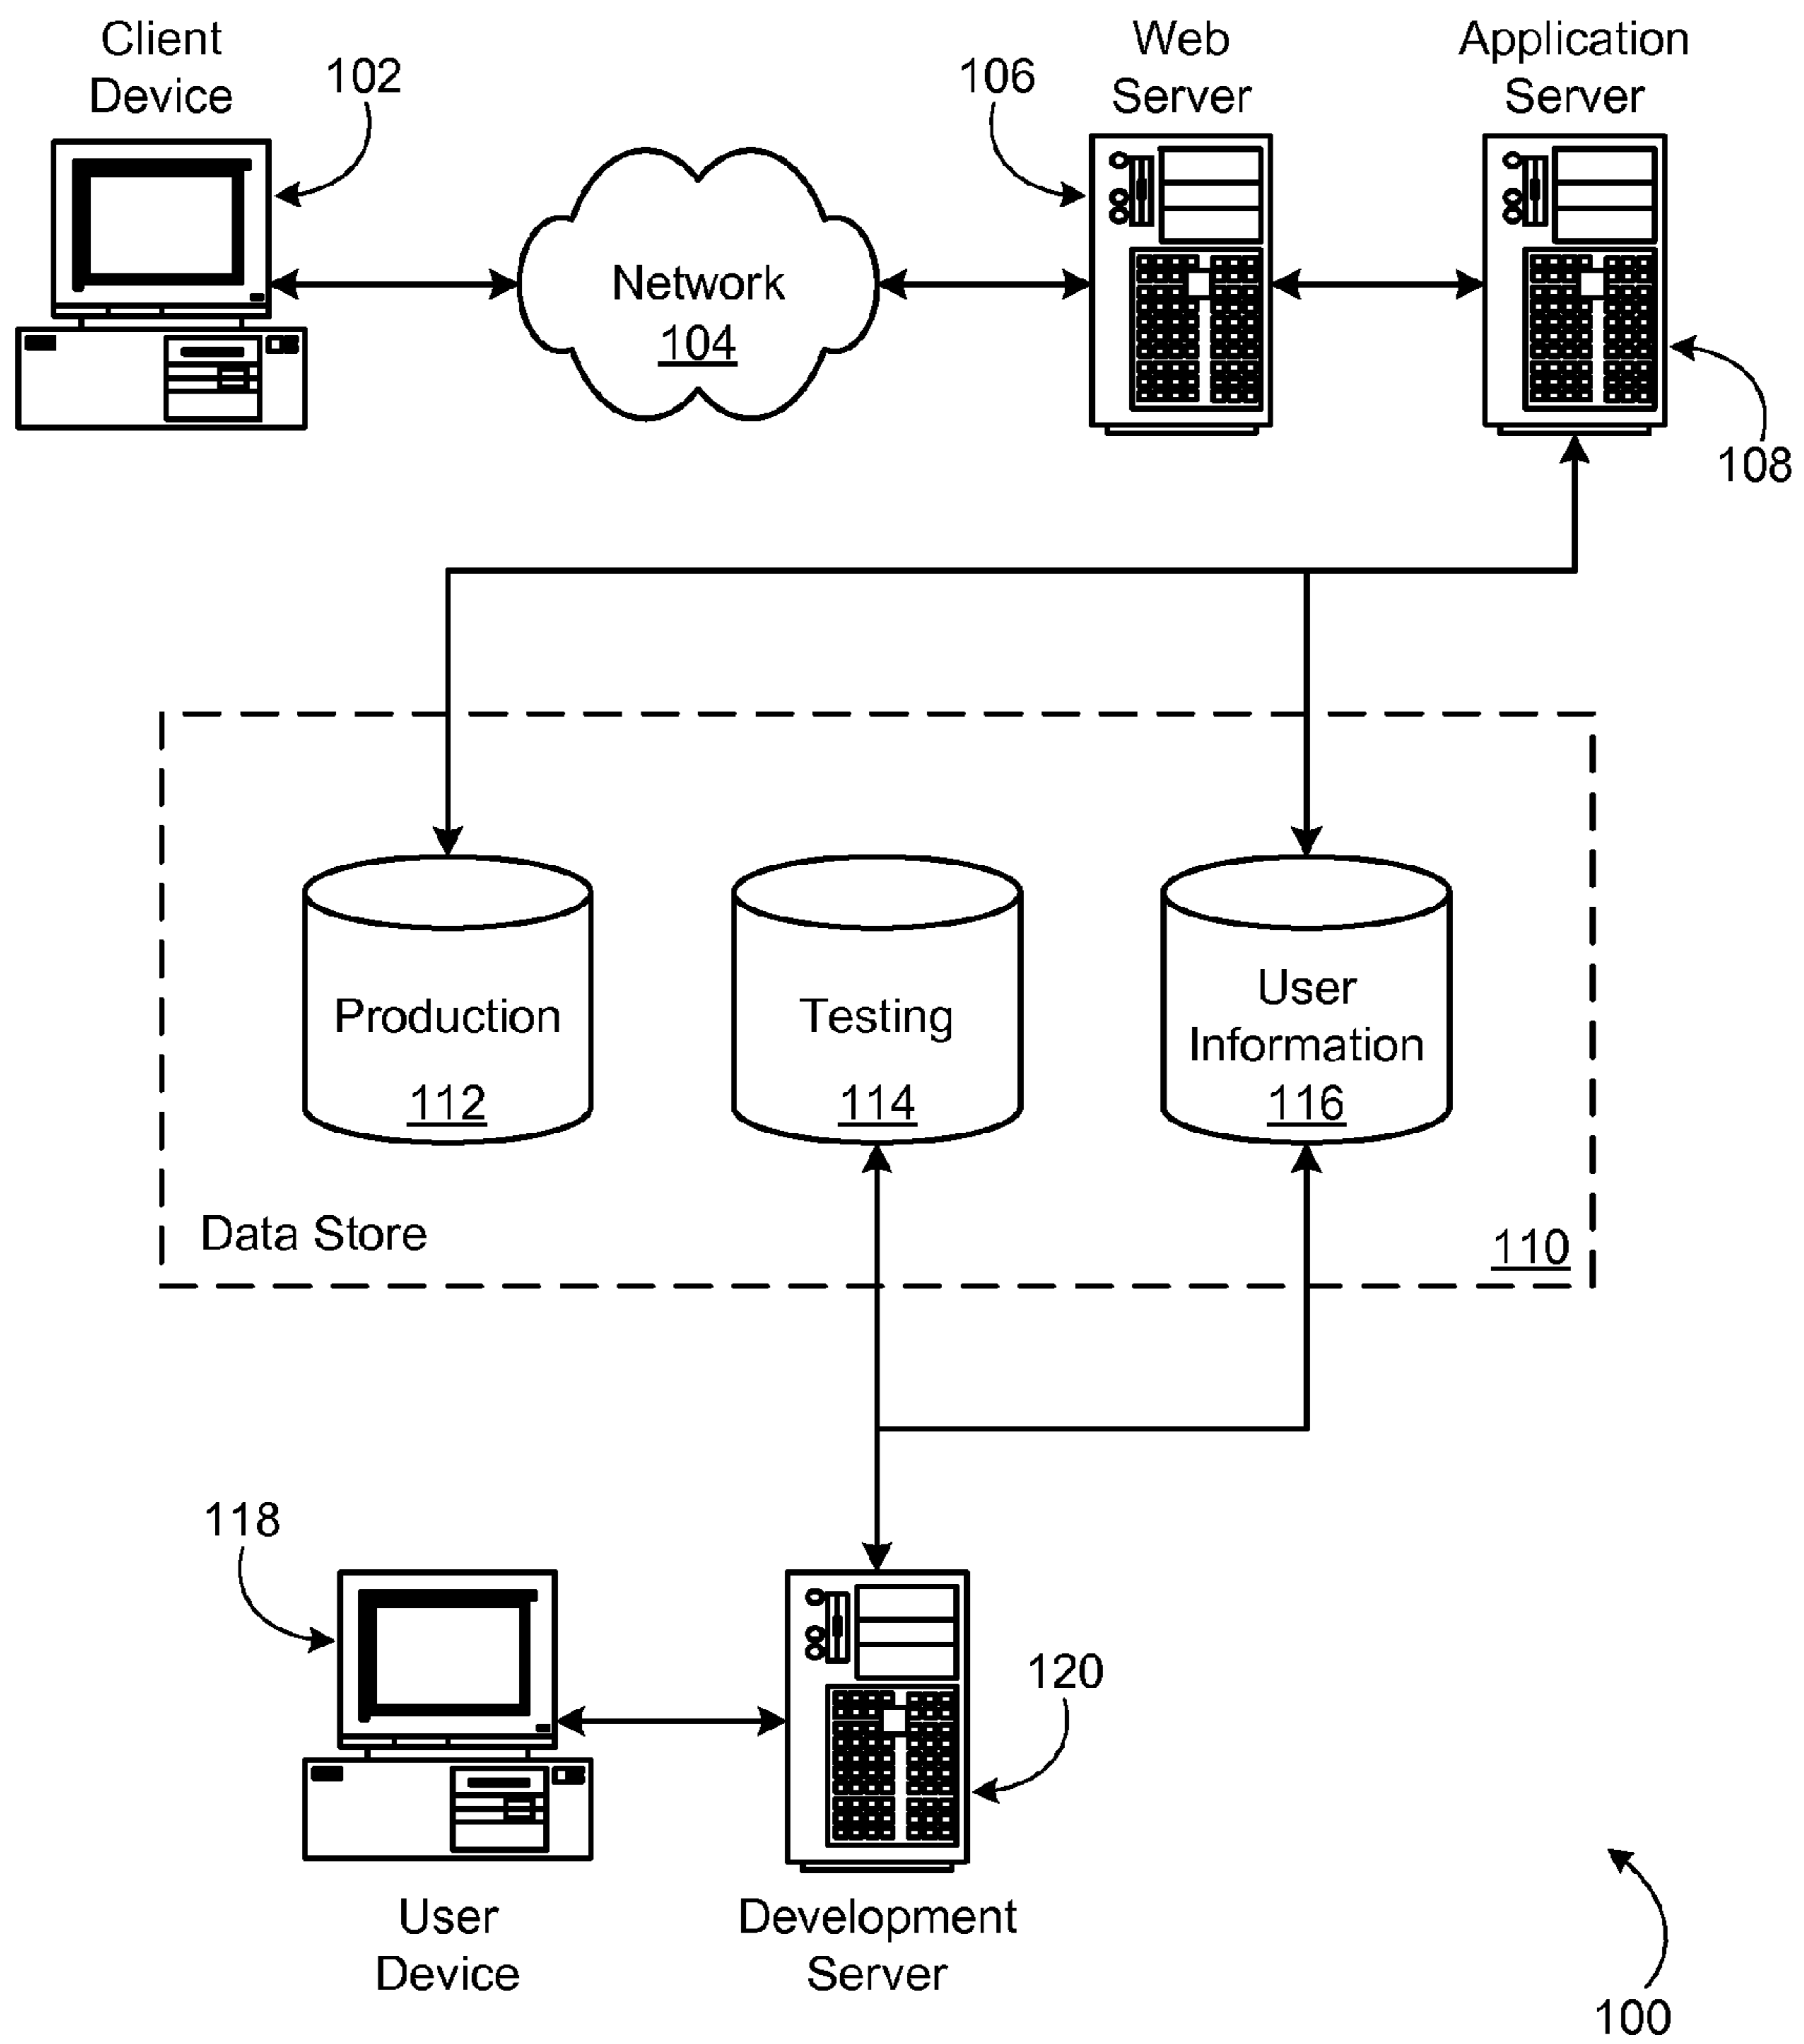 Client
Device
102
106
Web
Server
Application
Server
Network
104
108
Production
112
Testing
114
User
Information
116
Data Store
110
118
120
User
Device
Development
Server
100